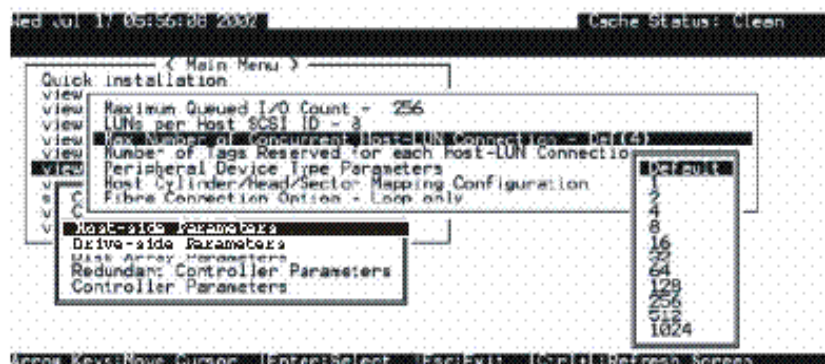 Wed Jul 17 06:56:08 2002 Cache Status: Clean
< Main Menu >
Quick installation
view
view Maximum Queued I/O Count - 256
view LUNs per Host SCSI ID - 8
view Max Number of Concurrent Host-LUN Connection - Def(4)
view Number of Tags Reserved for each Host-LUN Connectio
view Peripheral Device Type Parameters
v Host Cylinder/Head/Sector Mapping Configuration
s C Fibre Connection Option - Loop only
v C
v Host-side Parameters
Drive-side Parameters
Disk Array Parameters
Redundant Controller Parameters
Controller Parameters
Default
1
2
4
8
16
32
64
128
256
512
1024
Arrow Keys:Move Cursor |Enter:Select |Esc:Exit |Ctrl+L:Refresh Screen